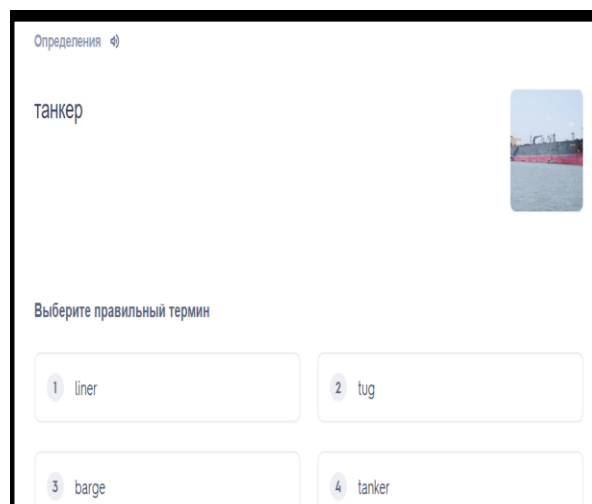 Определения
танкер
Выберите правильный термин
1 liner
2 tug
3 barge
4 tanker